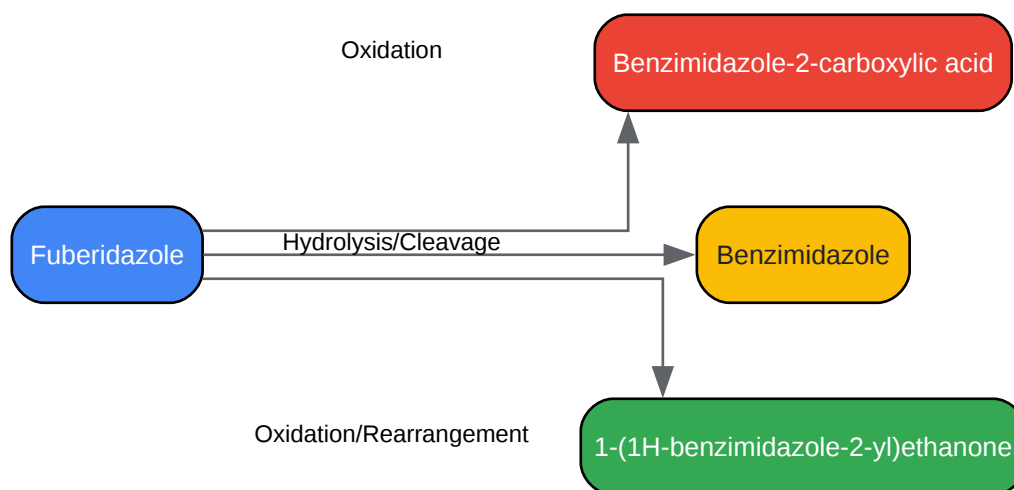 Oxidation
Benzimidazole-2-carboxylic acid
Fuberidazole
Hydrolysis/Cleavage
Benzimidazole
Oxidation/Rearrangement
1-(1H-benzimidazole-2-yl)ethanone